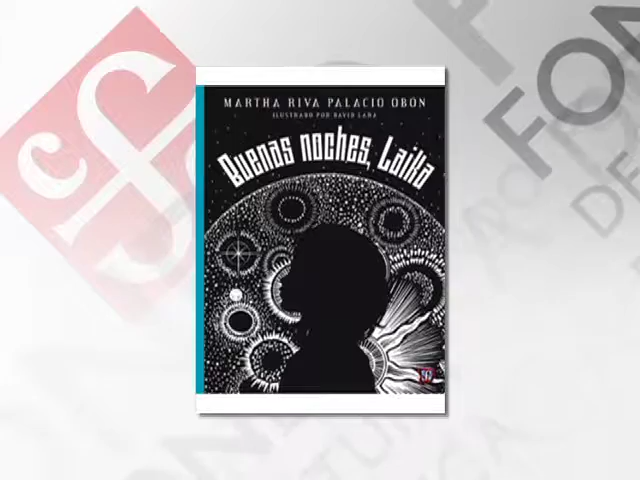 MARTHA RIVA PALACIO OBÓN
ILUSTRADO POR DAVID LARA
Buenas noches, Laika